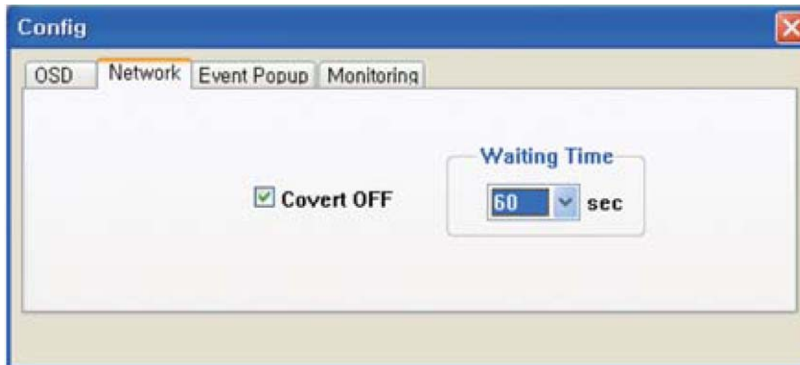 Config
OSD Network Event Popup Monitoring
Waiting Time
Covert OFF 60 sec